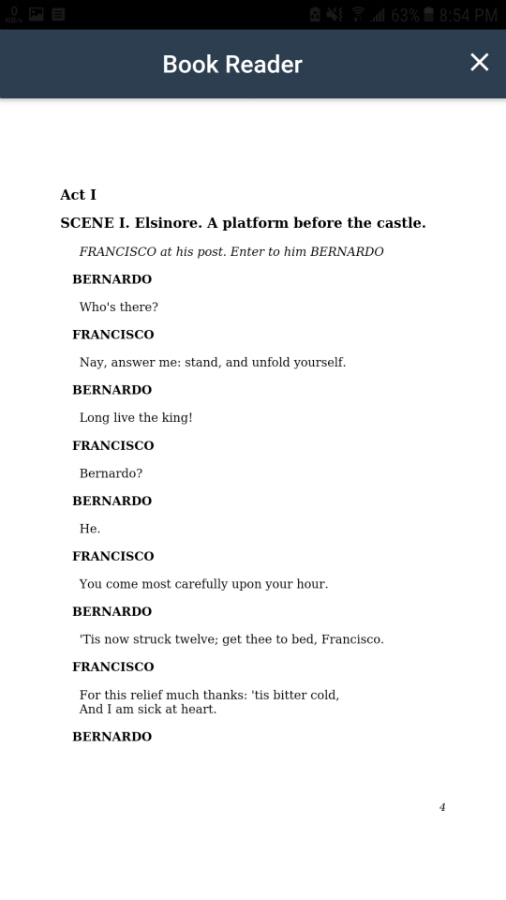 0
KB/s
63%
8:54 PM
Book Reader
Act I
SCENE I. Elsinore. A platform before the castle.
FRANCISCO at his post. Enter to him BERNARDO
BERNARDO
Who's there?
FRANCISCO
Nay, answer me: stand, and unfold yourself.
BERNARDO
Long live the king!
FRANCISCO
Bernardo?
BERNARDO
He.
FRANCISCO
You come most carefully upon your hour.
BERNARDO
'Tis now struck twelve; get thee to bed, Francisco.
FRANCISCO
For this relief much thanks: 'tis bitter cold,
And I am sick at heart.
BERNARDO
4